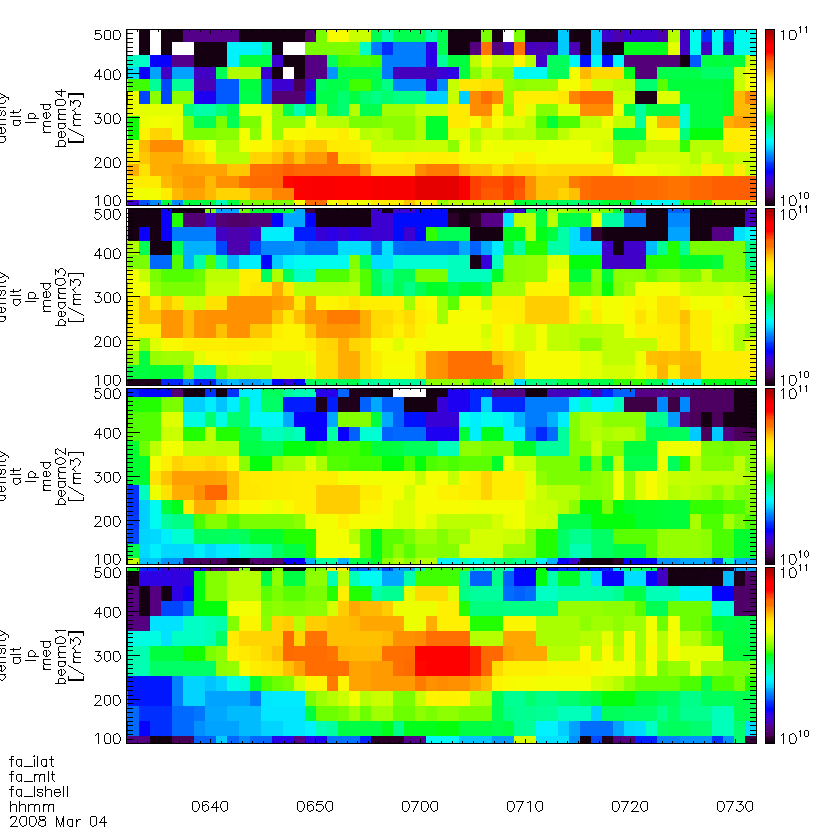 density
alt
lp
med
beam04
[/m^3]
500
400
300
200
100
10^11
10^10
density
alt
lp
med
beam03
[/m^3]
500
400
300
200
100
10^11
10^10
density
alt
lp
med
beam02
[/m^3]
500
400
300
200
100
10^11
10^10
density
alt
lp
med
beam01
[/m^3]
500
400
300
200
100
10^11
10^10
fa_ilat
fa_mlt
fa_lshell
hhmm 0640 0650 0700 0710 0720 0730
2008 Mar 04